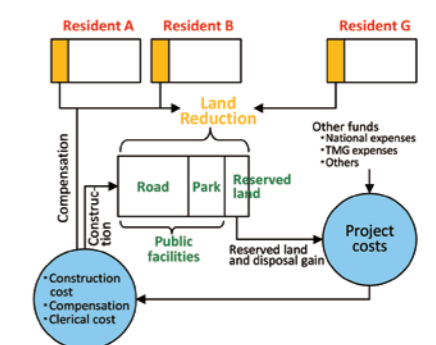 Resident A
Resident B
Resident G
Land
Reduction
Other funds
•National expenses
•TMG expenses
•Others
Compensation
Construc-
tion
Road
Park
Reserved
land
Public
facilities
Reserved land
and disposal gain
Project
costs
•Construction
cost
•Compensation
•Clerical cost